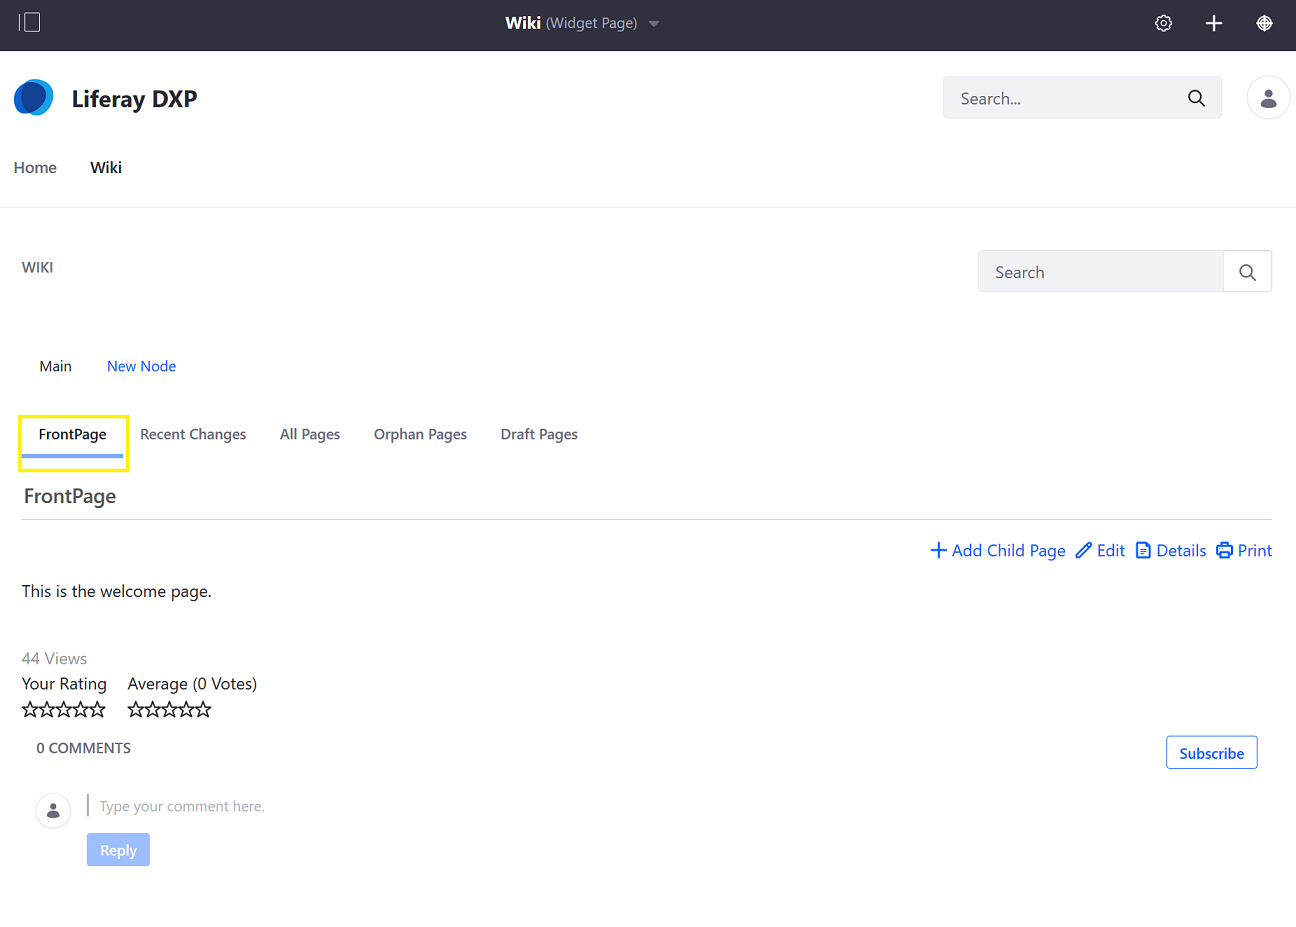 Wiki (Widget Page)
Liferay DXP
Search...
Home Wiki
WIKI
Search
Main New Node
FrontPage Recent Changes All Pages Orphan Pages Draft Pages
FrontPage
Add Child Page Edit Details Print
This is the welcome page.
44 Views
Your Rating Average (0 Votes)
0 COMMENTS
Subscribe
Type your comment here.
Reply